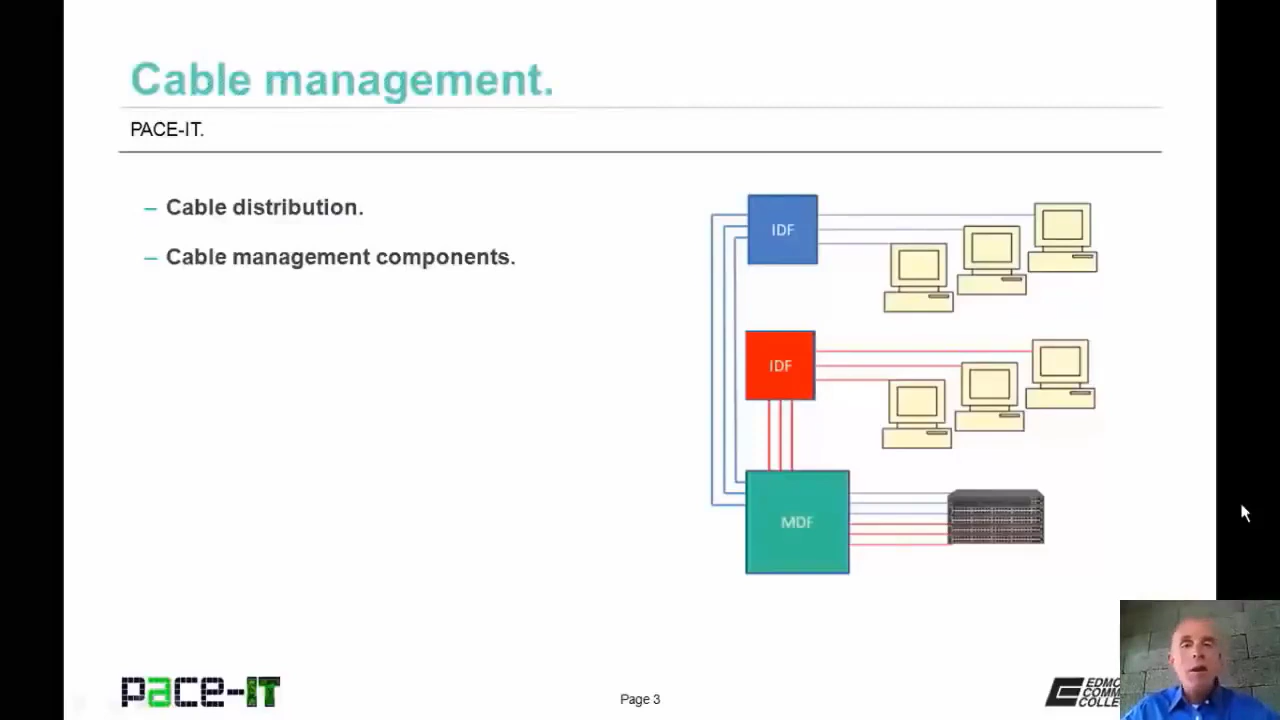 Cable management.
PACE-IT.
– Cable distribution.
– Cable management components.
IDF
IDF
MDF
pace-IT
Page 3